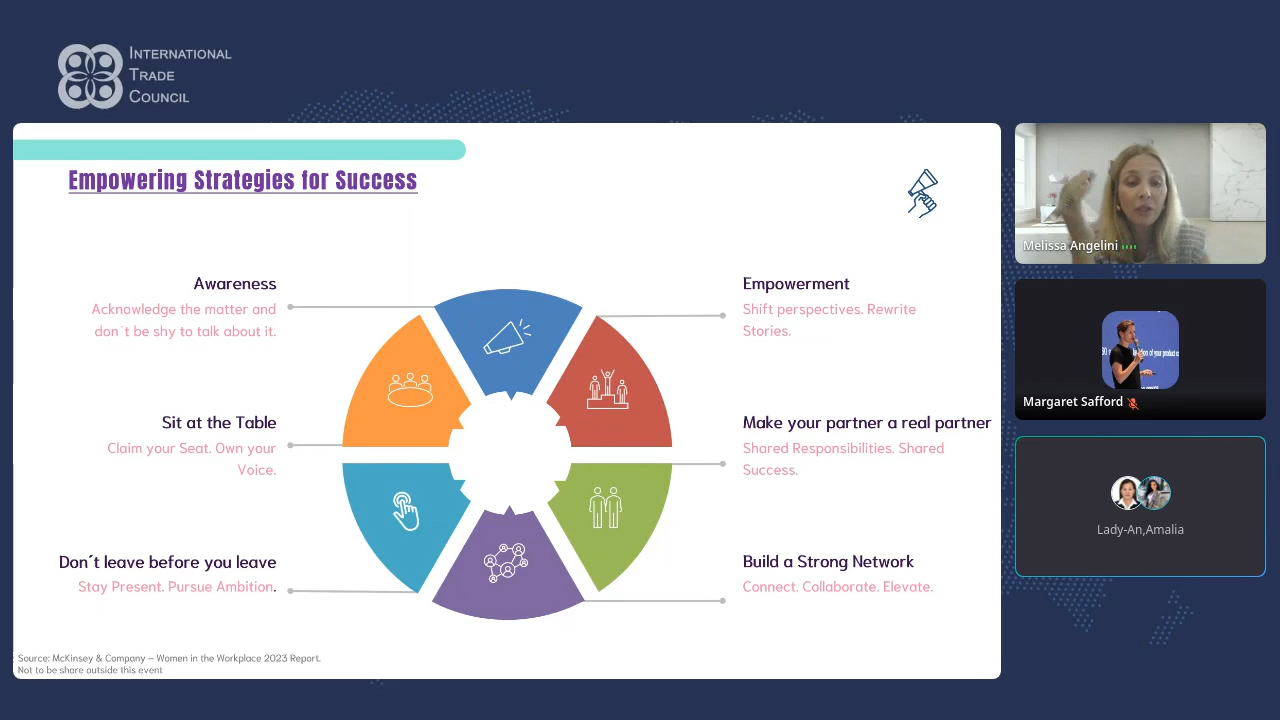 INTERNATIONAL
TRADE
COUNCIL
Empowering Strategies for Success
Awareness
Acknowledge the matter and
don´t be shy to talk about it.
Sit at the Table
Claim your Seat. Own your
Voice.
Don´t leave before you leave
Stay Present. Pursue Ambition.
Empowerment
Shift perspectives. Rewrite
Stories.
Make your partner a real partner
Shared Responsibilities. Shared
Success.
Build a Strong Network
Connect. Collaborate. Elevate.
Source: McKinsey & Company – Women in the Workplace 2023 Report.
Not to be share outside this event
Melissa Angelini
of your product
Margaret Safford
Lady-An,Amalia